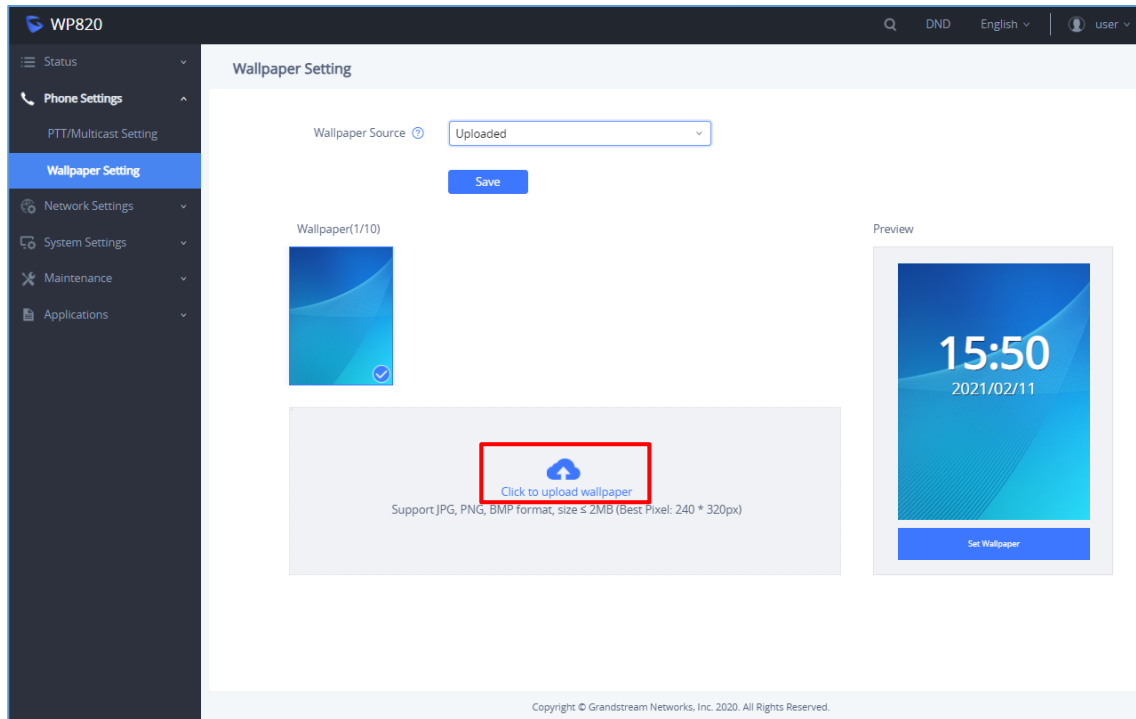 WP820
DND
English
user
Status
Phone Settings
PTT/Multicast Setting
Wallpaper Setting
Network Settings
System Settings
Maintenance
Applications
Wallpaper Setting
Wallpaper Source
Uploaded
Save
Wallpaper(1/10)
Click to upload wallpaper
Support JPG, PNG, BMP format, size ≤ 2MB (Best Pixel: 240 * 320px)
Preview
15:50
2021/02/11
Set Wallpaper
Copyright © Grandstream Networks, Inc. 2020. All Rights Reserved.